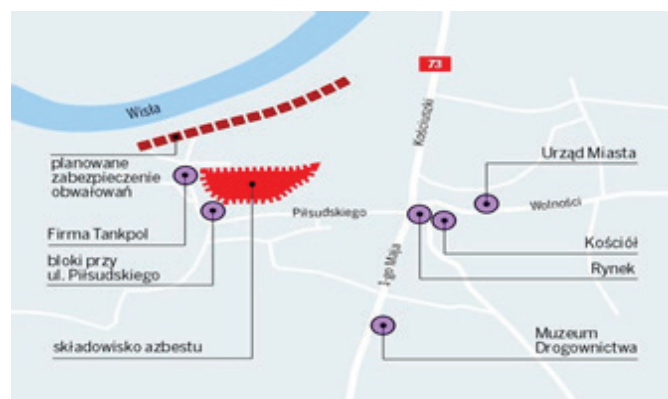 73
Wisła
Kościuszki
planowane
zabezpieczenie
obwałowań
Urząd Miasta
Wolności
Piłsudskiego
Firma Tankpol
Kościół
bloki przy
ul. Piłsudskiego
Rynek
1-go Maja
składowisko azbestu
Muzeum
Drogownictwa